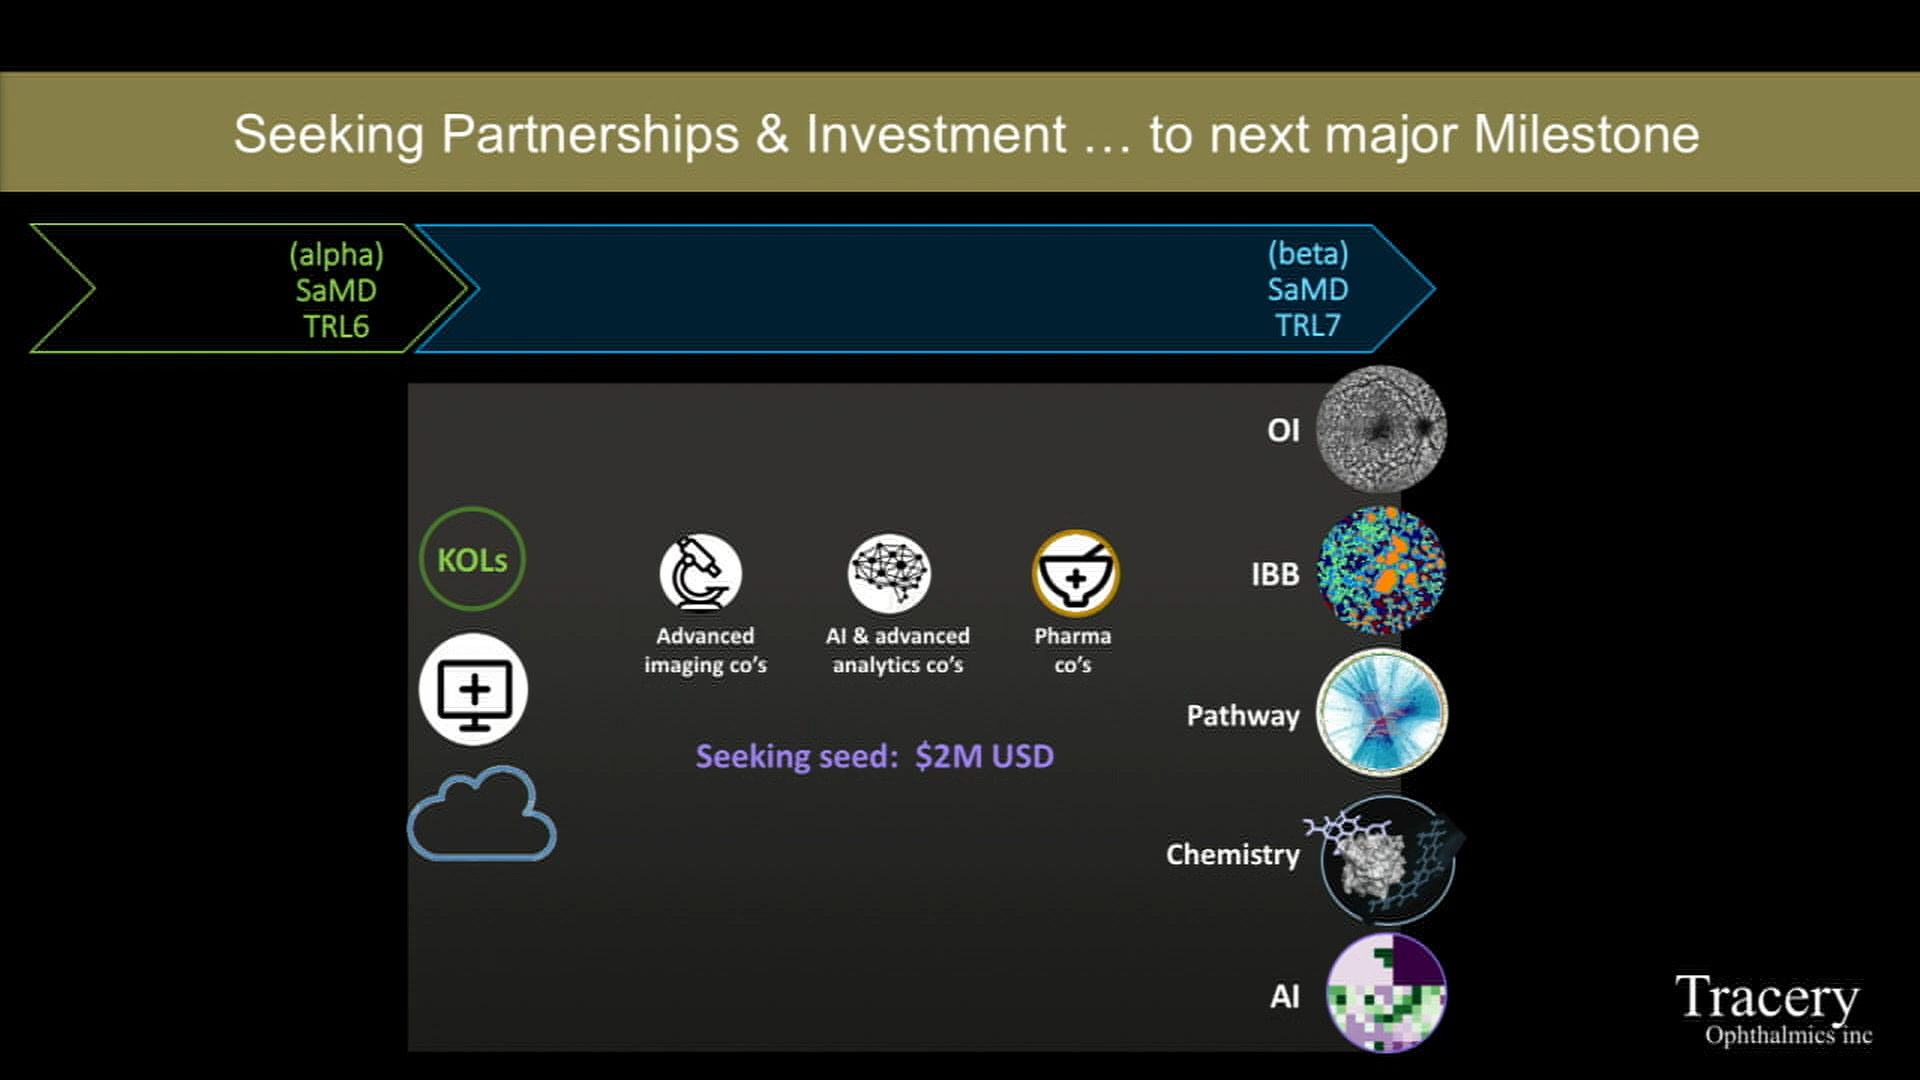 Seeking Partnerships & Investment … to next major Milestone
(alpha)
SaMD
TRL6
(beta)
SaMD
TRL7
OI
KOLs
IBB
Advanced
imaging co's
AI & advanced
analytics co's
Pharma
co's
Pathway
Seeking seed: $2M USD
Chemistry
AI
Tracery
Ophthalmics inc